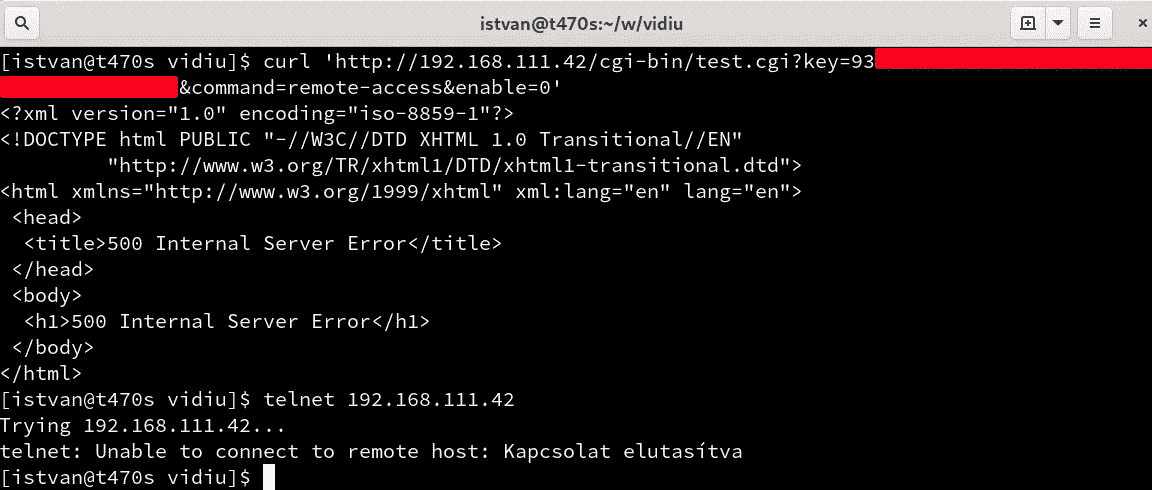 istvan@t470s:~/w/vidiu
[istvan@t470s vidiu]$ curl 'http://192.168.111.42/cgi-bin/test.cgi?key=93
&command=remote-access&enable=0'
<?xml version="1.0" encoding="iso-8859-1"?>
<!DOCTYPE html PUBLIC "-//W3C//DTD XHTML 1.0 Transitional//EN"
         "http://www.w3.org/TR/xhtml1/DTD/xhtml1-transitional.dtd">
<html xmlns="http://www.w3.org/1999/xhtml" xml:lang="en" lang="en">
 <head>
  <title>500 Internal Server Error</title>
 </head>
 <body>
  <h1>500 Internal Server Error</h1>
 </body>
</html>
[istvan@t470s vidiu]$ telnet 192.168.111.42
Trying 192.168.111.42...
telnet: Unable to connect to remote host: Kapcsolat elutasítva
[istvan@t470s vidiu]$